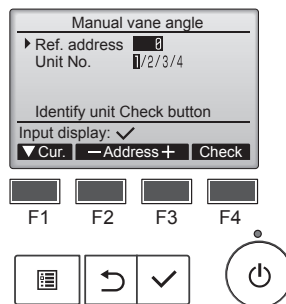 Manual vane angle
Ref. address 0
Unit No. 1/2/3/4
Identify unit Check button
Input display: ✓
▼Cur. －Address＋ Check
F1 F2 F3 F4